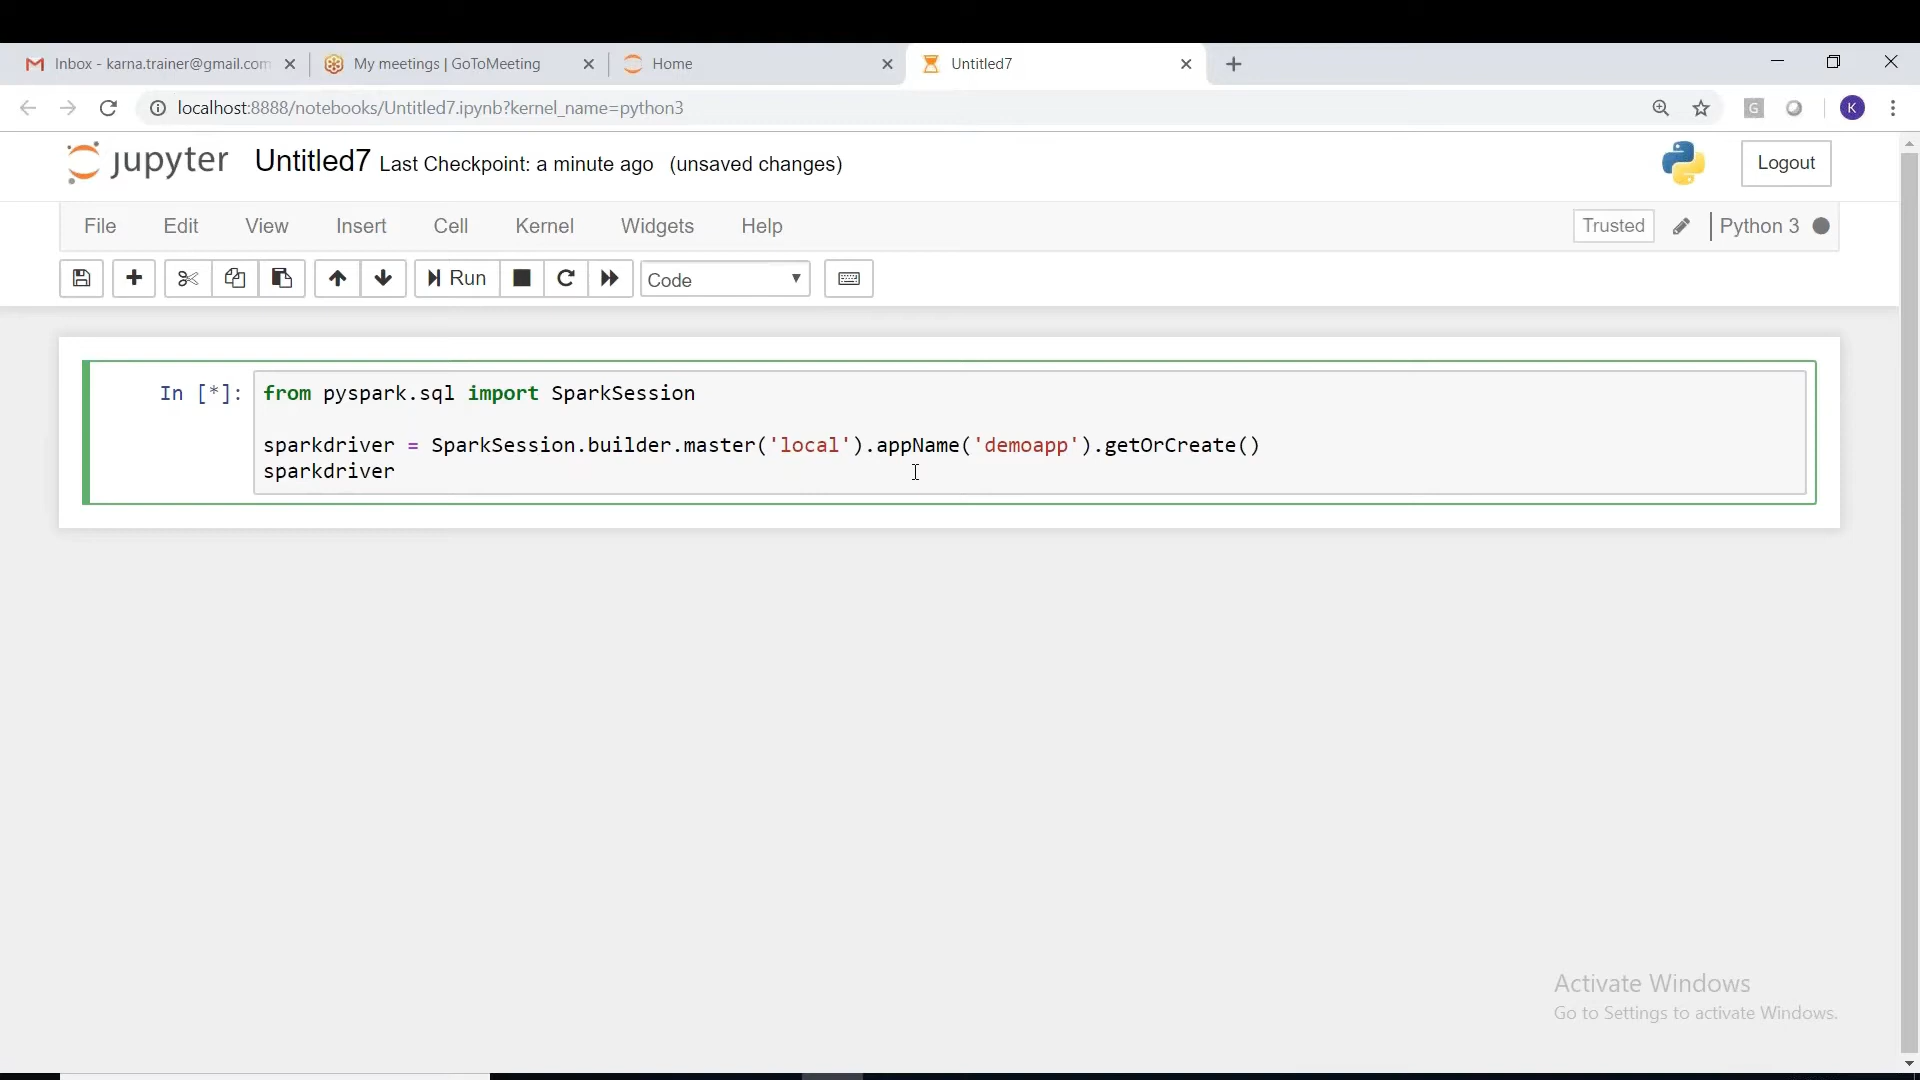 Inbox - karna.trainer@gmail.com
My meetings | GoToMeeting
Home
Untitled7
localhost:8888/notebooks/Untitled7.ipynb?kernel_name=python3
G
K
jupyter Untitled7 Last Checkpoint: a minute ago (unsaved changes)
Logout
File Edit View Insert Cell Kernel Widgets Help
Trusted
Python 3
Run
Code
In [*]: from pyspark.sql import SparkSession
sparkdriver = SparkSession.builder.master('local').appName('demoapp').getOrCreate()
sparkdriver
Activate Windows
Go to Settings to activate Windows.